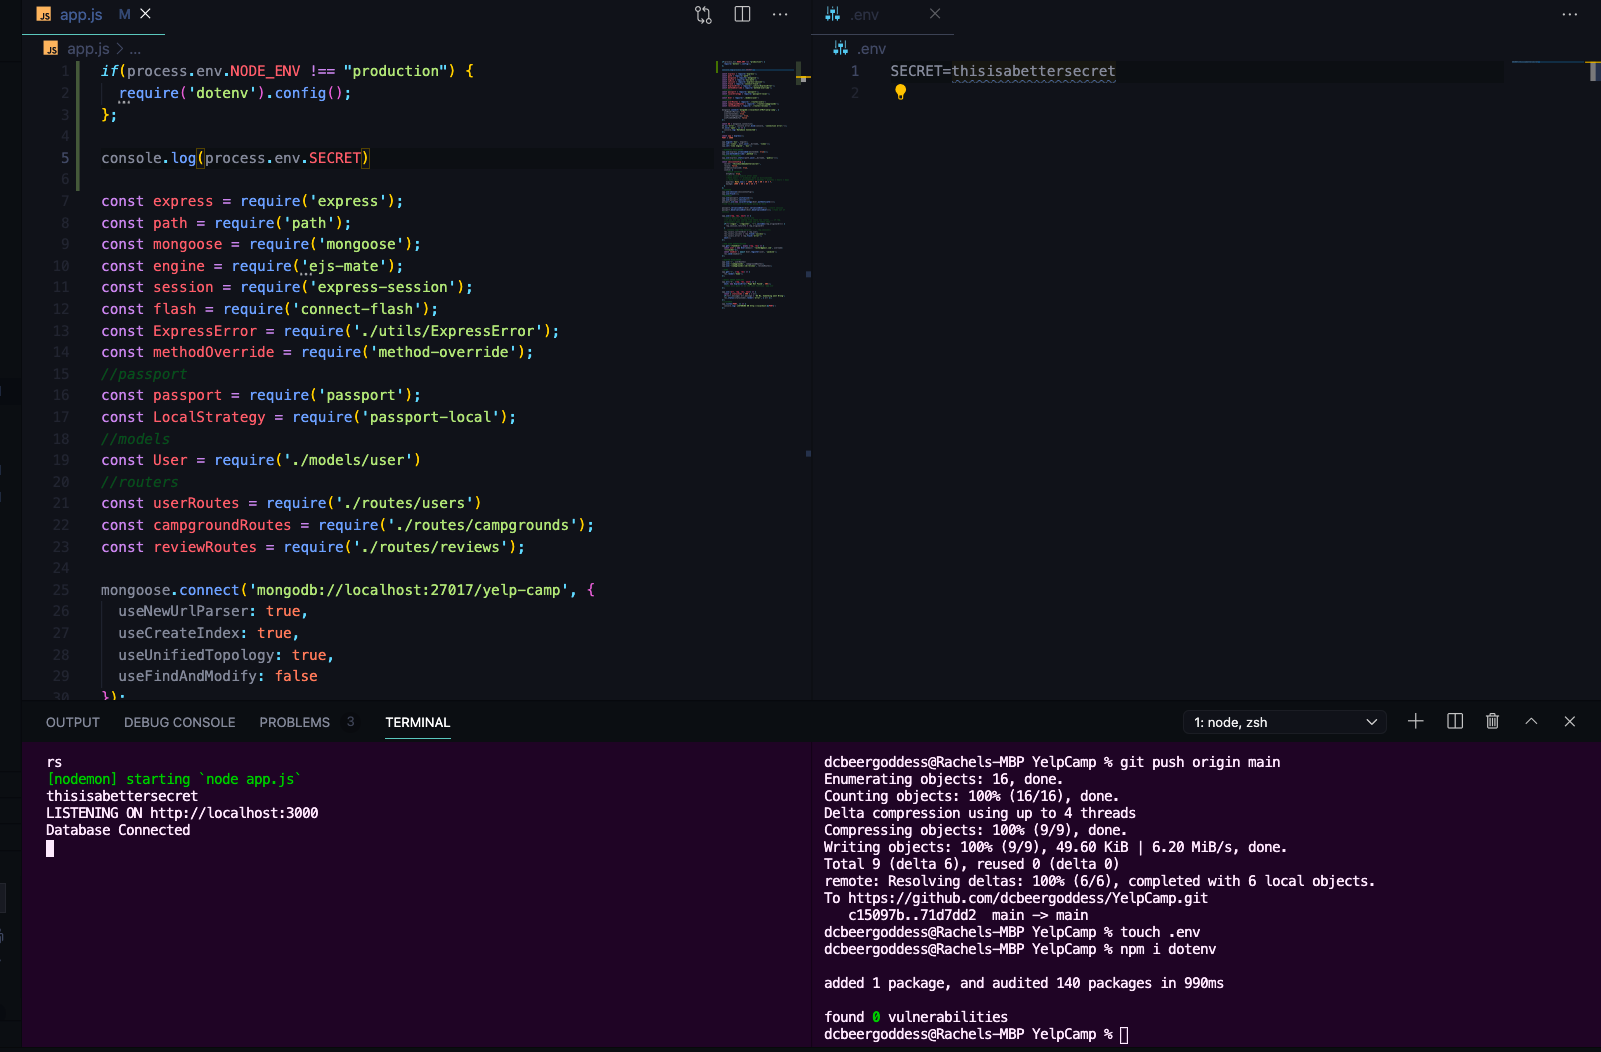 JS app.js M
JS app.js > ...
1 if(process.env.NODE_ENV !== "production") {
2 require('dotenv').config();
3 };
4
5 console.log(process.env.SECRET)
6
7 const express = require('express');
8 const path = require('path');
9 const mongoose = require('mongoose');
10 const engine = require('ejs-mate');
11 const session = require('express-session');
12 const flash = require('connect-flash');
13 const ExpressError = require('./utils/ExpressError');
14 const methodOverride = require('method-override');
15 //passport
16 const passport = require('passport');
17 const LocalStrategy = require('passport-local');
18 //models
19 const User = require('./models/user')
20 //routers
21 const userRoutes = require('./routes/users')
22 const campgroundRoutes = require('./routes/campgrounds');
23 const reviewRoutes = require('./routes/reviews');
24
25 mongoose.connect('mongodb://localhost:27017/yelp-camp', {
26 useNewUrlParser: true,
27 useCreateIndex: true,
28 useUnifiedTopology: true,
29 useFindAndModify: false
30 });
.env
.env
1 SECRET=thisisabettersecret
2
OUTPUT DEBUG CONSOLE PROBLEMS 3 TERMINAL
1: node, zsh
rs
[nodemon] starting `node app.js`
thisisabettersecret
LISTENING ON http://localhost:3000
Database Connected
dcbeergoddess@Rachels-MBP YelpCamp % git push origin main
Enumerating objects: 16, done.
Counting objects: 100% (16/16), done.
Delta compression using up to 4 threads
Compressing objects: 100% (9/9), done.
Writing objects: 100% (9/9), 49.60 KiB | 6.20 MiB/s, done.
Total 9 (delta 6), reused 0 (delta 0)
remote: Resolving deltas: 100% (6/6), completed with 6 local objects.
To https://github.com/dcbeergoddess/YelpCamp.git
c15097b..71d7dd2 main -> main
dcbeergoddess@Rachels-MBP YelpCamp % touch .env
dcbeergoddess@Rachels-MBP YelpCamp % npm i dotenv
added 1 package, and audited 140 packages in 990ms
found 0 vulnerabilities
dcbeergoddess@Rachels-MBP YelpCamp %